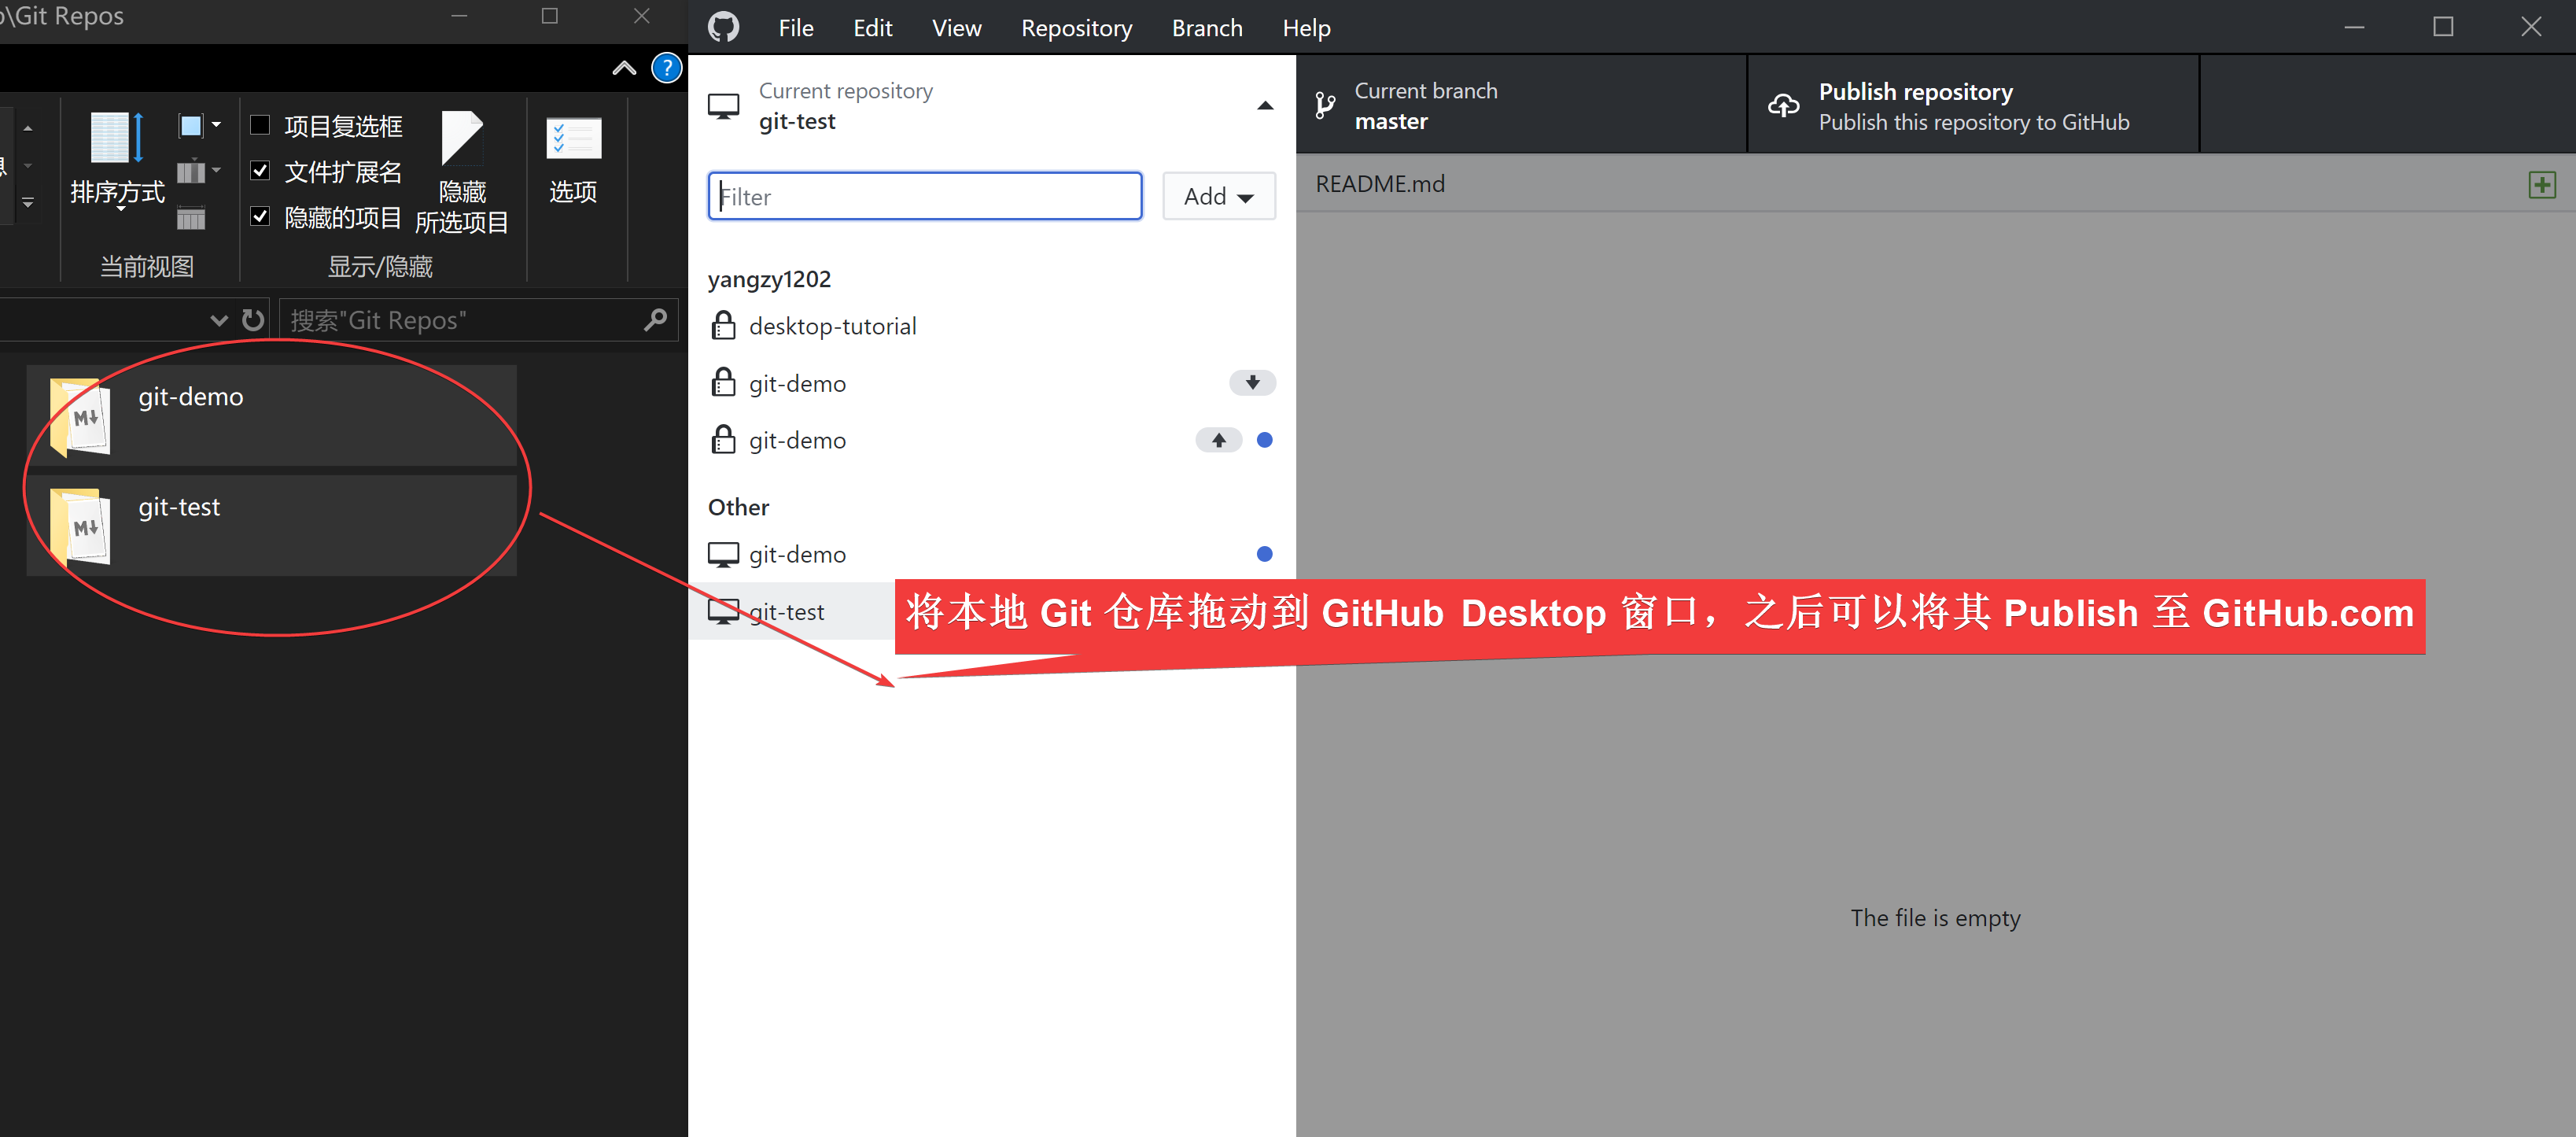 \Git Repos
项目复选框
文件扩展名
隐藏的项目
排序方式
隐藏
所选项目
选项
当前视图
显示/隐藏
搜索"Git Repos"
git-demo
git-test
File Edit View Repository Branch Help
Current repository
git-test
Current branch
master
Publish repository
Publish this repository to GitHub
Filter
Add
README.md
yangzy1202
desktop-tutorial
git-demo
git-demo
Other
git-demo
git-test
将本地 Git 仓库拖动到 GitHub Desktop 窗口，之后可以将其 Publish 至 GitHub.com
The file is empty